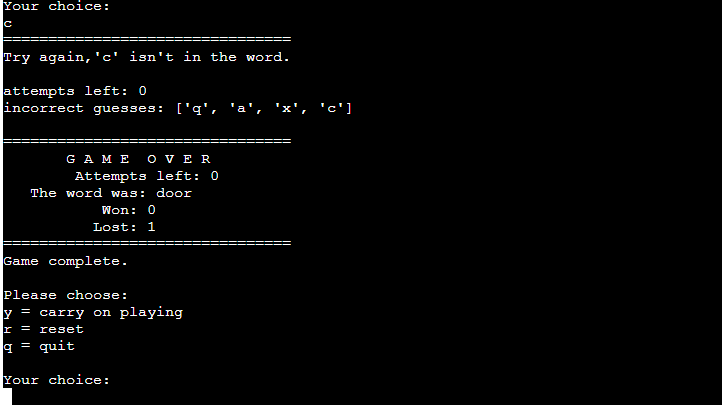 Your choice:
c
================================
Try again,'c' isn't in the word.
attempts left: 0
incorrect guesses: ['q', 'a', 'x', 'c']
================================
G A M E  O V E R
Attempts left: 0
The word was: door
Won: 0
Lost: 1
================================
Game complete.
Please choose:
y = carry on playing
r = reset
q = quit
Your choice: